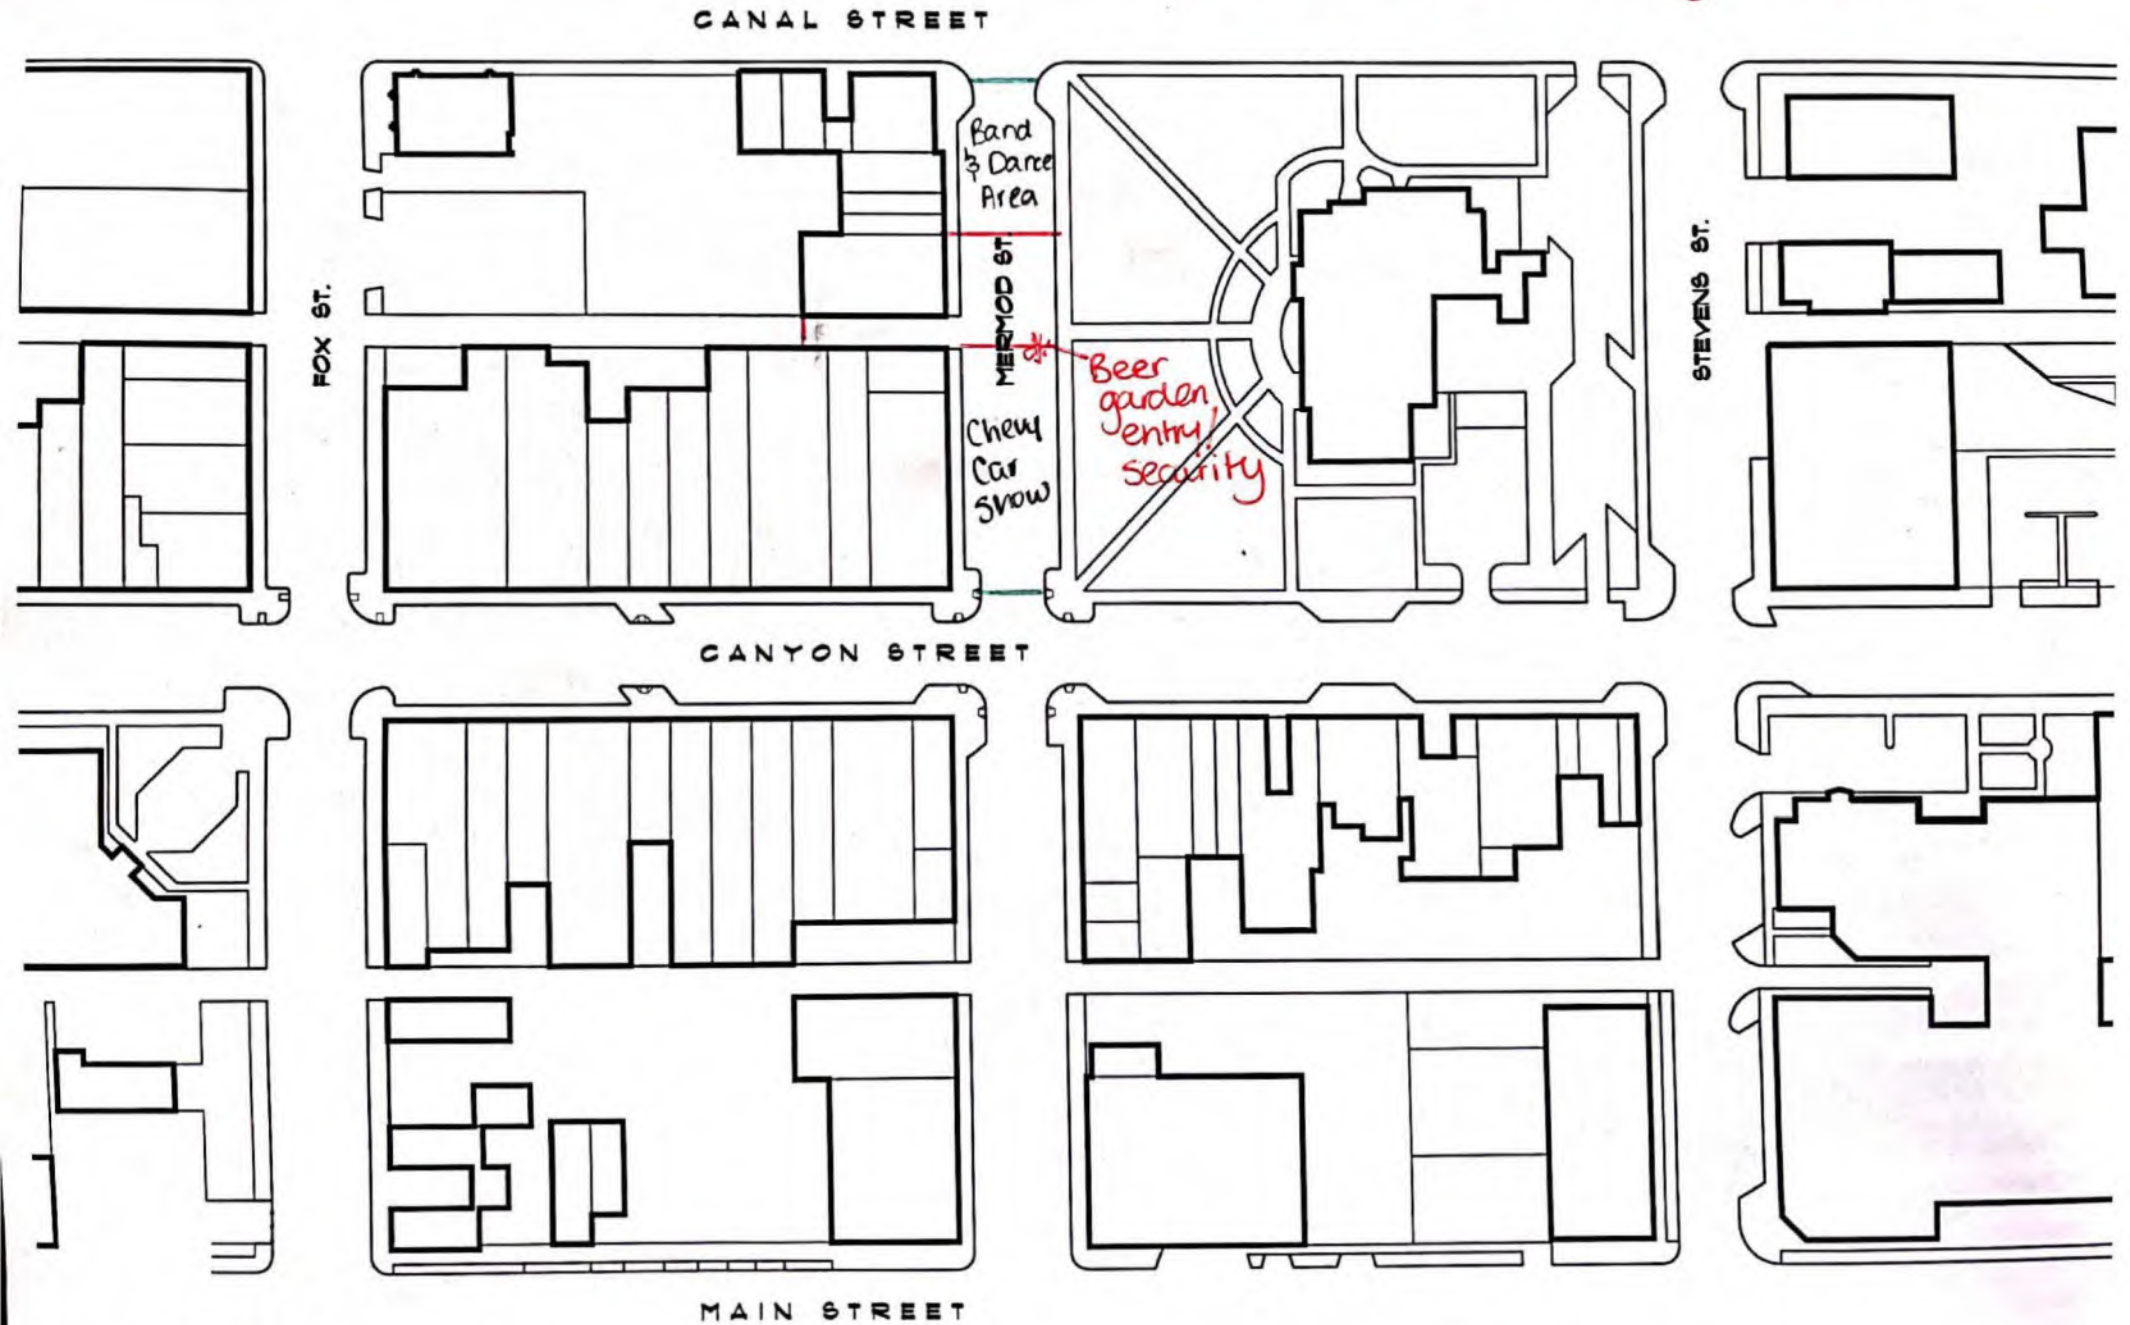 CANAL STREET
Band
& Dance
Area
MERMOD ST.
FOX ST.
STEVENS ST.
Beer
garden
entry/
security
Chevy
Car
Show
CANYON STREET
MAIN STREET